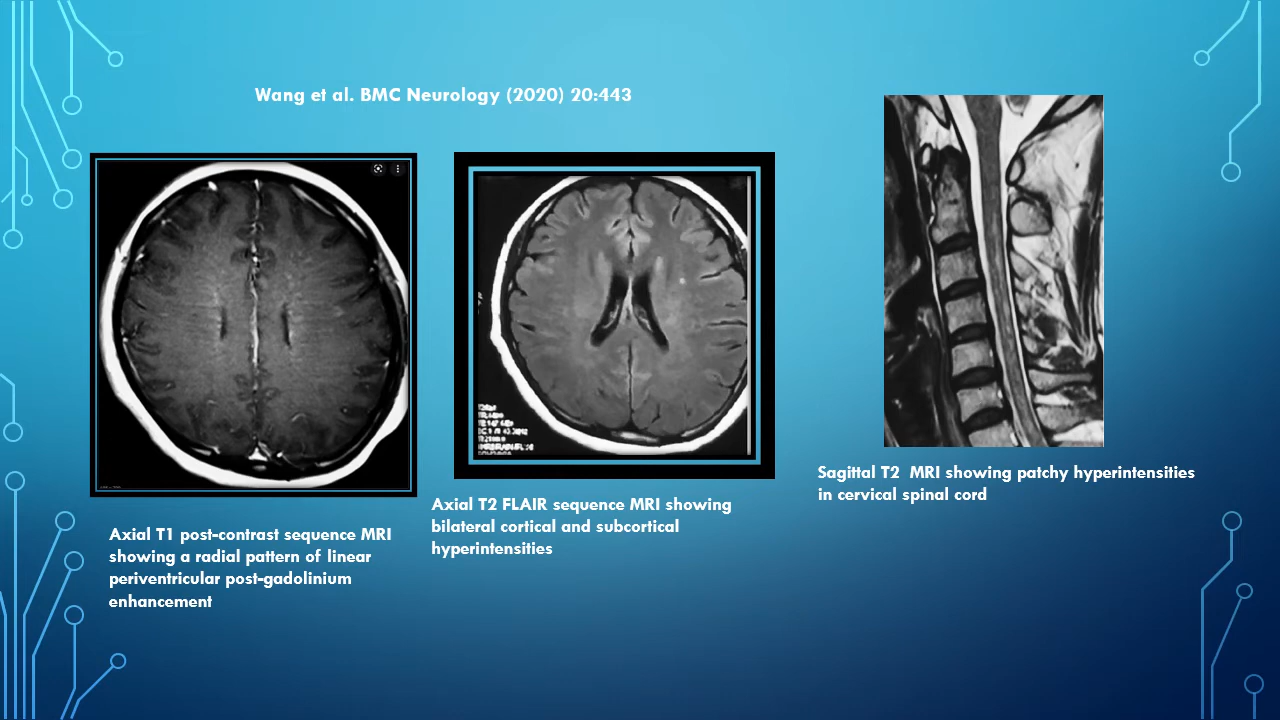 Wang et al. BMC Neurology (2020) 20:443
Axial T1 post-contrast sequence MRI
showing a radial pattern of linear
periventricular post-gadolinium
enhancement
Axial T2 FLAIR sequence MRI showing
bilateral cortical and subcortical
hyperintensities
Sagittal T2 MRI showing patchy hyperintensities
in cervical spinal cord